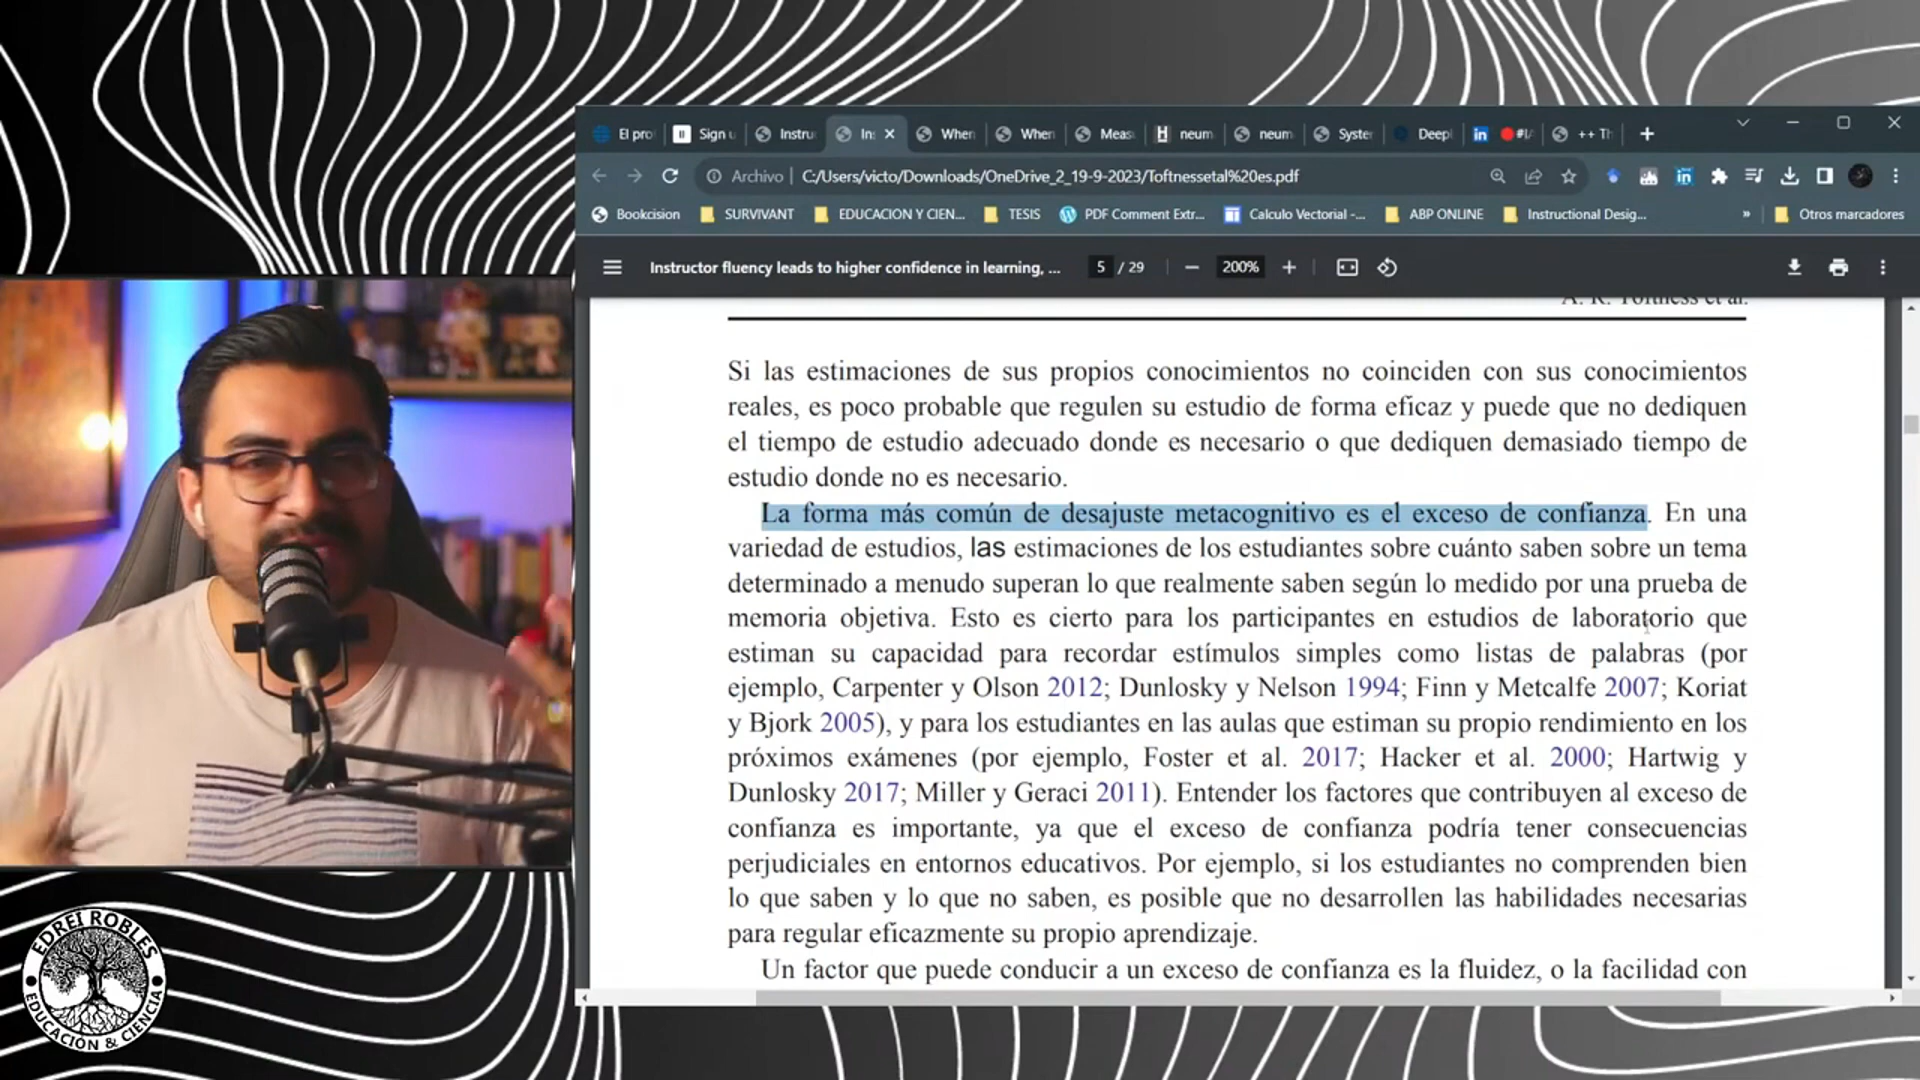 El pro
Sign u
Instru
In:
When
When
Meas
neum
neum
Syste
Deepl
#L
++ Th
Archivo
C:/Users/victo/Downloads/OneDrive_2_19-9-2023/Toftnessetal%20es.pdf
Bookcision
SURVIVANT
EDUCACION Y CIEN...
TESIS
PDF Comment Extr...
Calculo Vectorial -...
ABP ONLINE
Instructional Desig...
»
Otros marcadores
Instructor fluency leads to higher confidence in learning, ...
5 / 29
200%
A. R. Toftness et al.
Si las estimaciones de sus propios conocimientos no coinciden con sus conocimientos
reales, es poco probable que regulen su estudio de forma eficaz y puede que no dediquen
el tiempo de estudio adecuado donde es necesario o que dediquen demasiado tiempo de
estudio donde no es necesario.
La forma más común de desajuste metacognitivo es el exceso de confianza. En una
variedad de estudios, las estimaciones de los estudiantes sobre cuánto saben sobre un tema
determinado a menudo superan lo que realmente saben según lo medido por una prueba de
memoria objetiva. Esto es cierto para los participantes en estudios de laboratorio que
estiman su capacidad para recordar estímulos simples como listas de palabras (por
ejemplo, Carpenter y Olson 2012; Dunlosky y Nelson 1994; Finn y Metcalfe 2007; Koriat
y Bjork 2005), y para los estudiantes en las aulas que estiman su propio rendimiento en los
próximos exámenes (por ejemplo, Foster et al. 2017; Hacker et al. 2000; Hartwig y
Dunlosky 2017; Miller y Geraci 2011). Entender los factores que contribuyen al exceso de
confianza es importante, ya que el exceso de confianza podría tener consecuencias
perjudiciales en entornos educativos. Por ejemplo, si los estudiantes no comprenden bien
lo que saben y lo que no saben, es posible que no desarrollen las habilidades necesarias
para regular eficazmente su propio aprendizaje.
Un factor que puede conducir a un exceso de confianza es la fluidez, o la facilidad con
EDREI ROBLES
EDUCACIÓN & CIENCIA